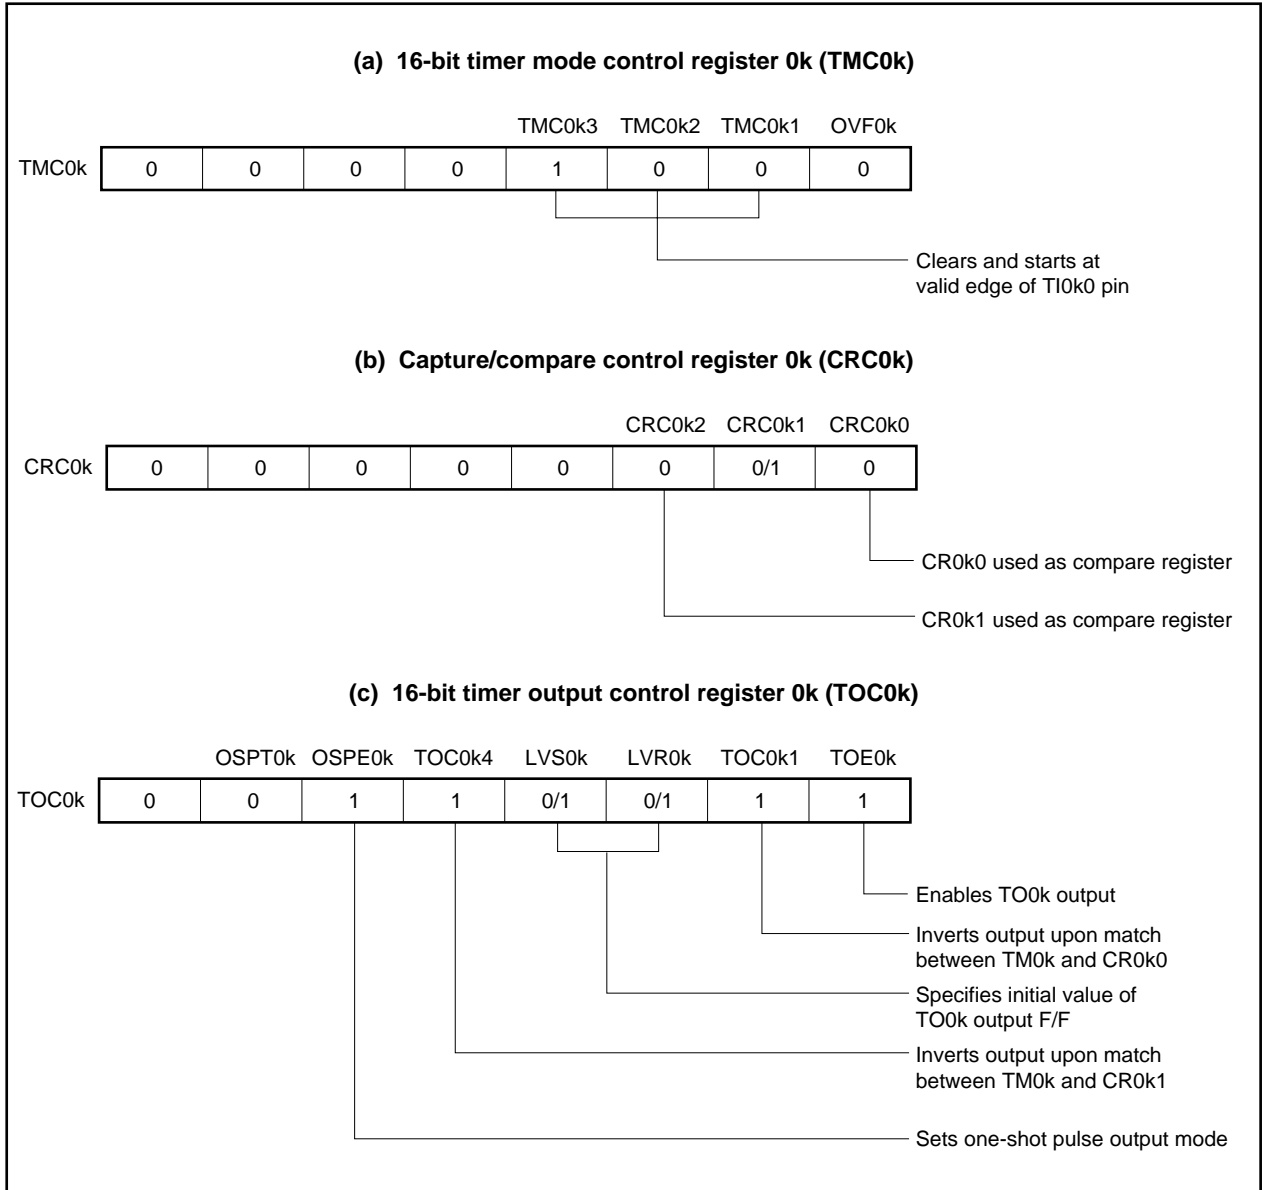 (a) 16-bit timer mode control register 0k (TMC0k)
TMC0k3 TMC0k2 TMC0k1 OVF0k
TMC0k 0 0 0 0 1 0 0 0
Clears and starts at
valid edge of TI0k0 pin
(b) Capture/compare control register 0k (CRC0k)
CRC0k2 CRC0k1 CRC0k0
CRC0k 0 0 0 0 0 0 0/1 0
CR0k0 used as compare register
CR0k1 used as compare register
(c) 16-bit timer output control register 0k (TOC0k)
OSPT0k OSPE0k TOC0k4 LVS0k LVR0k TOC0k1 TOE0k
TOC0k 0 0 1 1 0/1 0/1 1 1
Enables TO0k output
Inverts output upon match
between TM0k and CR0k0
Specifies initial value of
TO0k output F/F
Inverts output upon match
between TM0k and CR0k1
Sets one-shot pulse output mode